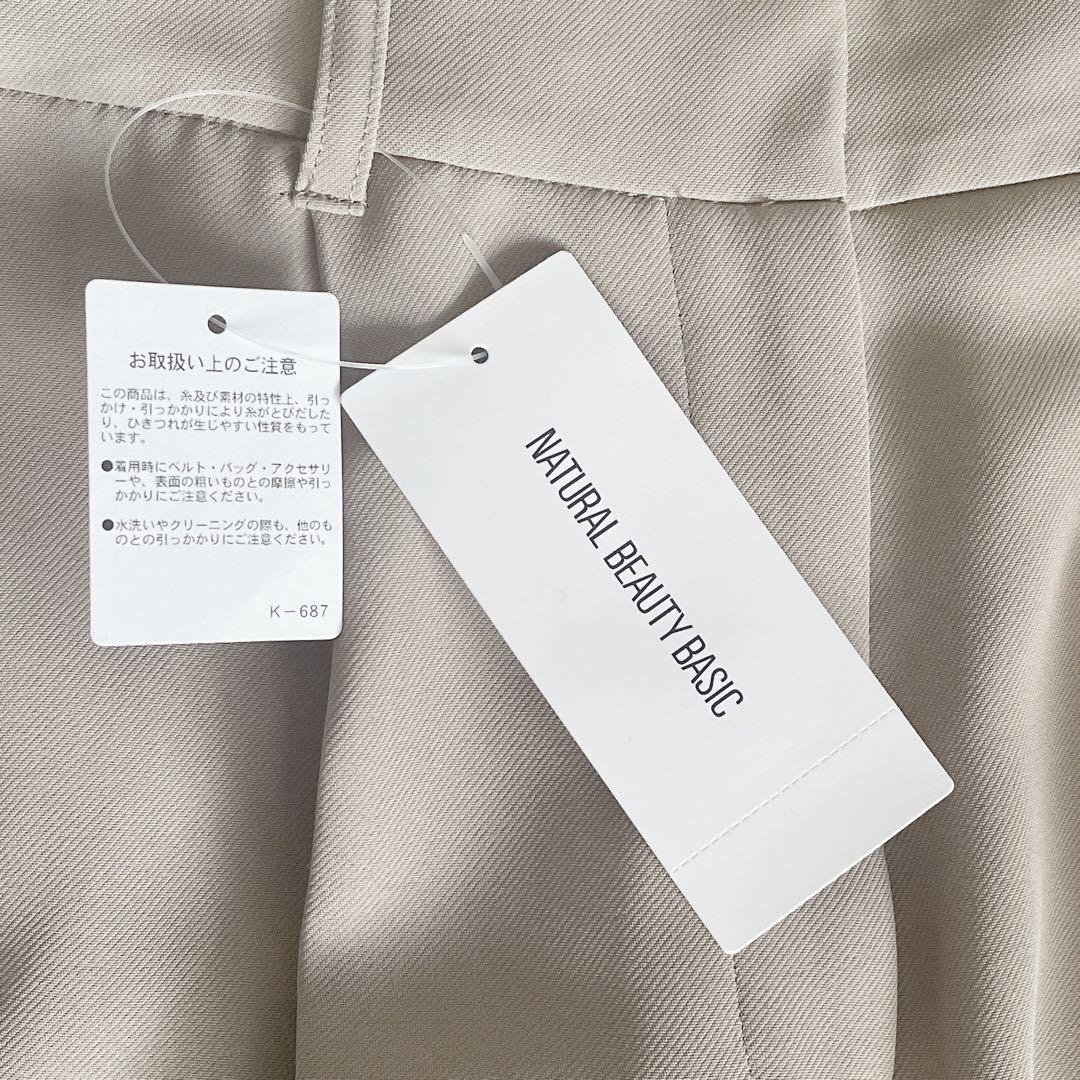 お取扱い上のご注意
この商品は、糸及び素材の特性上、引っ
かけ・引っかかりにより糸がとびだした
り、ひきつれが生じやすい性質をもって
います。
●着用時にベルト・バッグ・アクセサリ
ーや、表面の粗いものとの摩擦や引っ
かかりにご注意ください。
●水洗いやクリーニングの際も、他のも
のとの引っかかりにご注意ください。
K－687
NATURAL BEAUTY BASIC